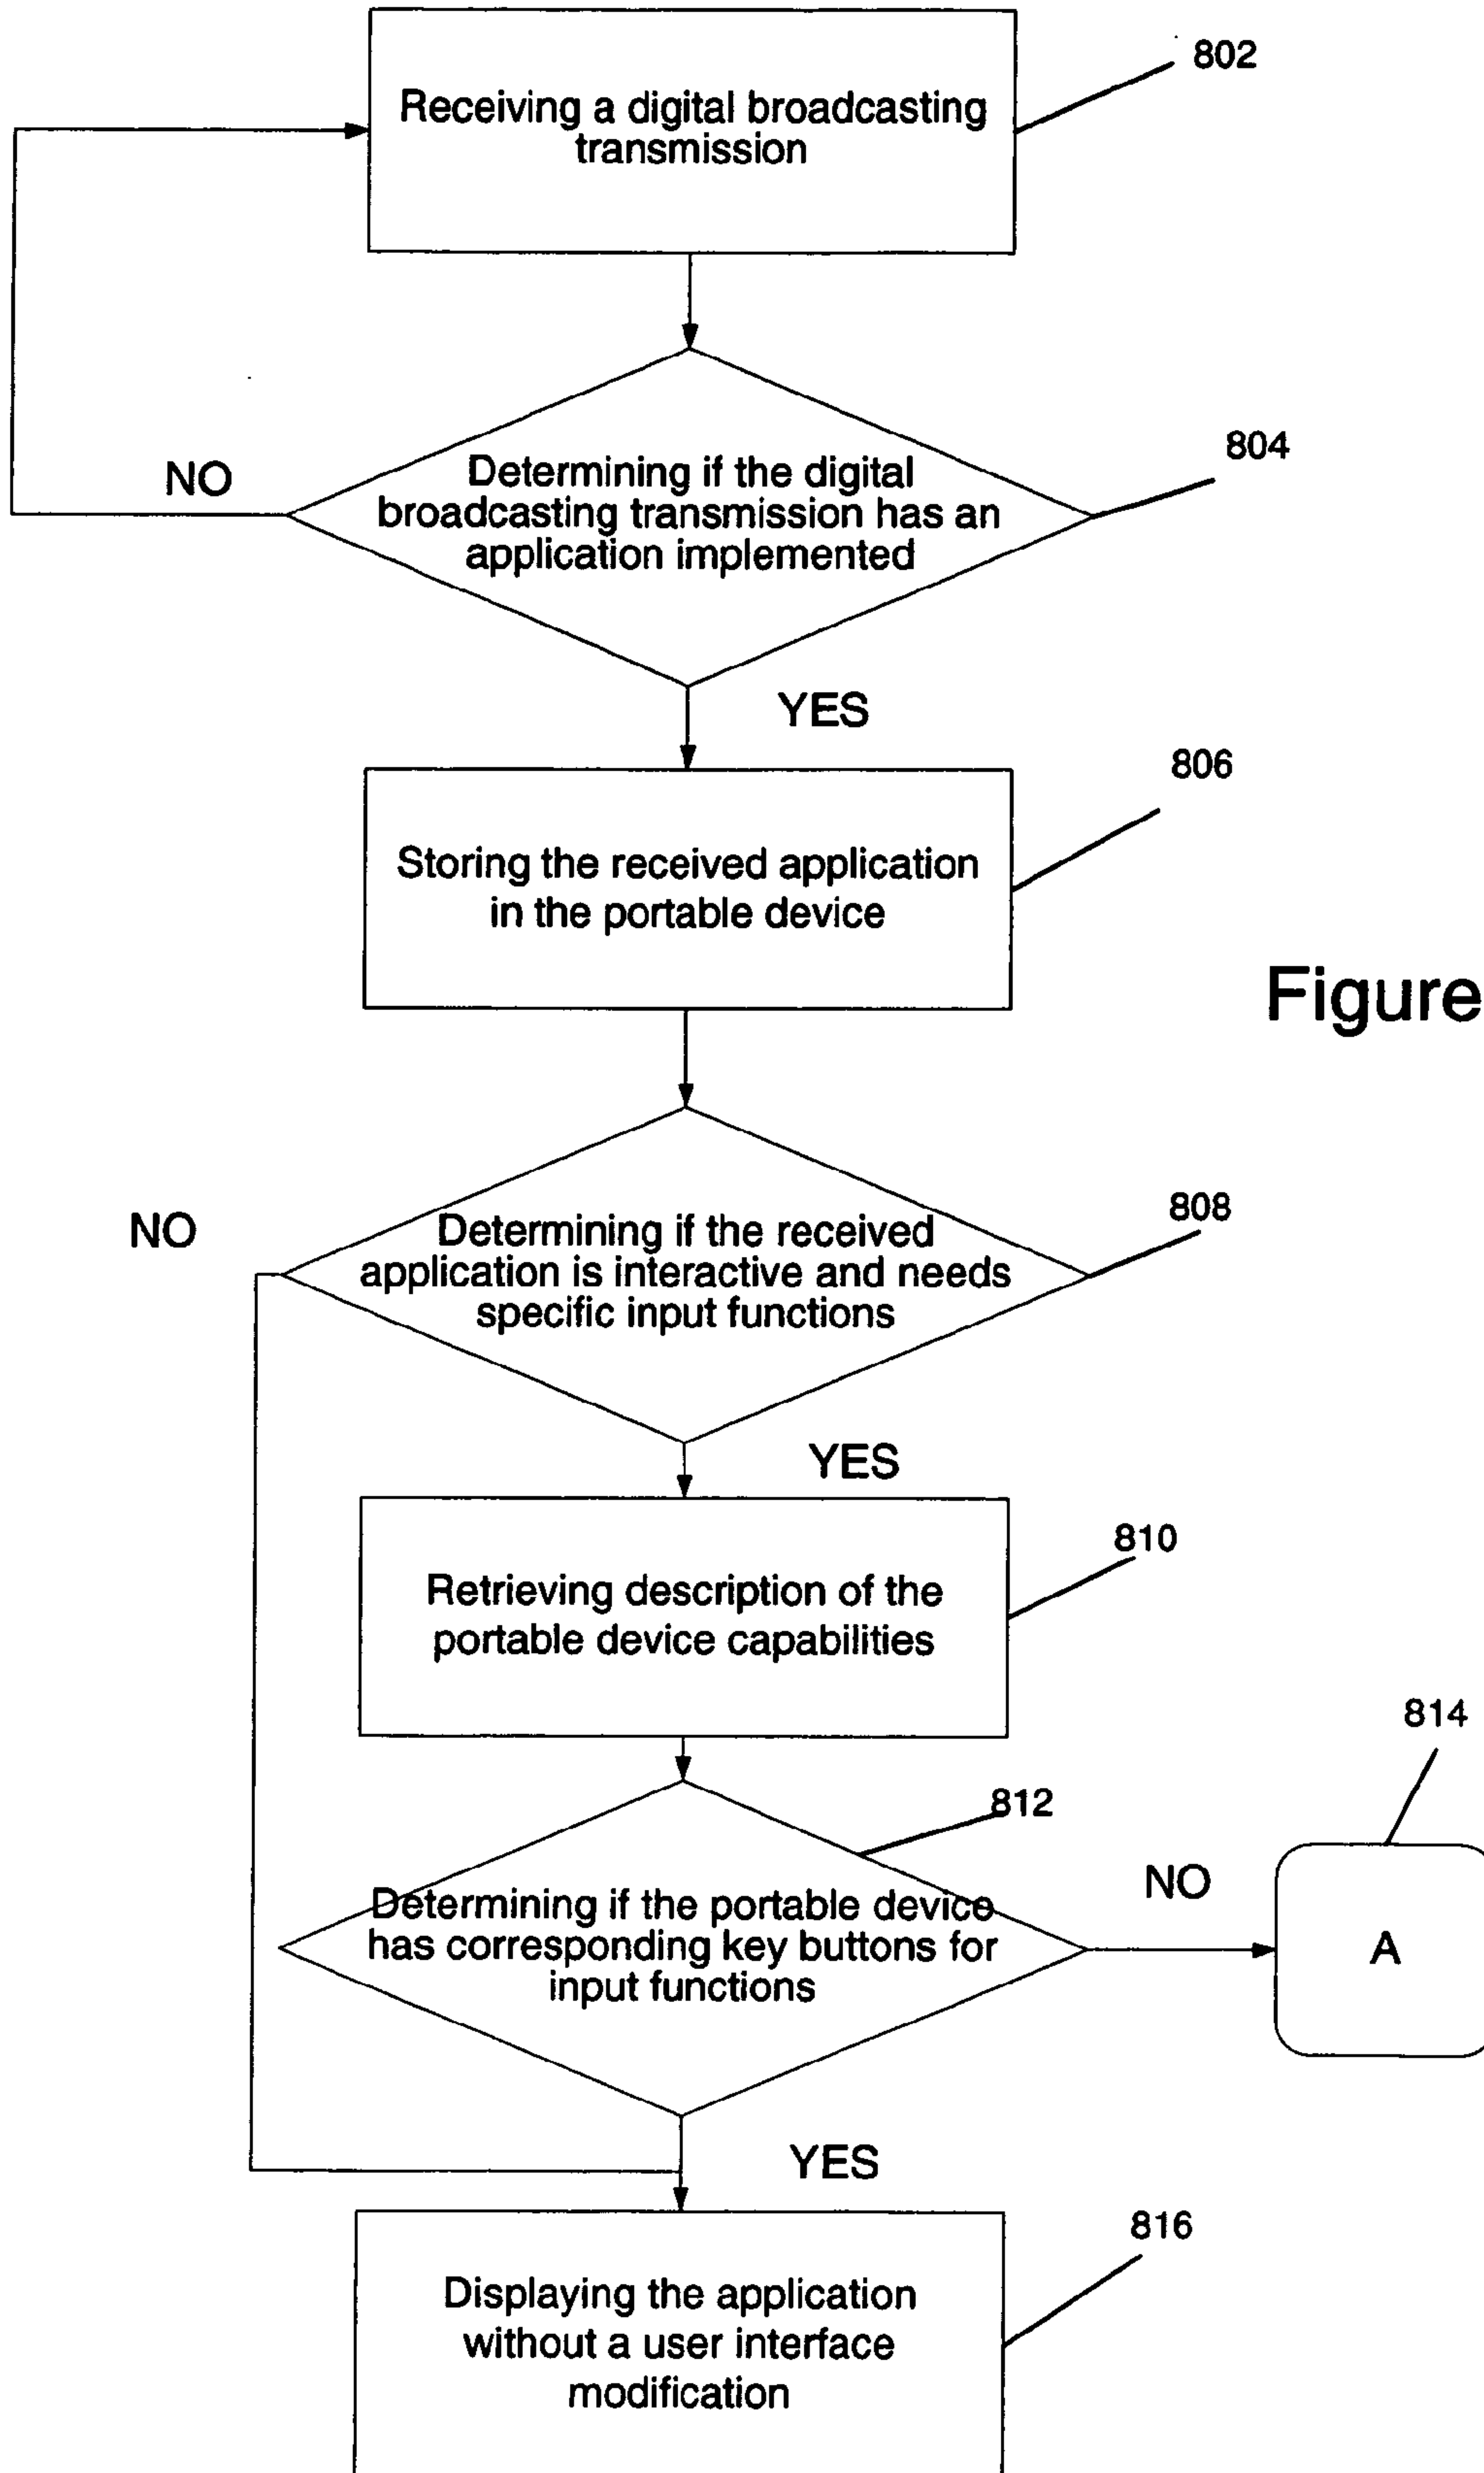 802
Receiving a digital broadcasting
transmission
804
NO
Determining if the digital
broadcasting transmission has an
application implemented
YES
806
Storing the received application
in the portable device
Figure
808
NO
Determining if the received
application is interactive and needs
specific input functions
YES
810
Retrieving description of the
portable device capabilities
814
812
NO
Determining if the portable device
has corresponding key buttons for
input functions
A
YES
816
Displaying the application
without a user interface
modification